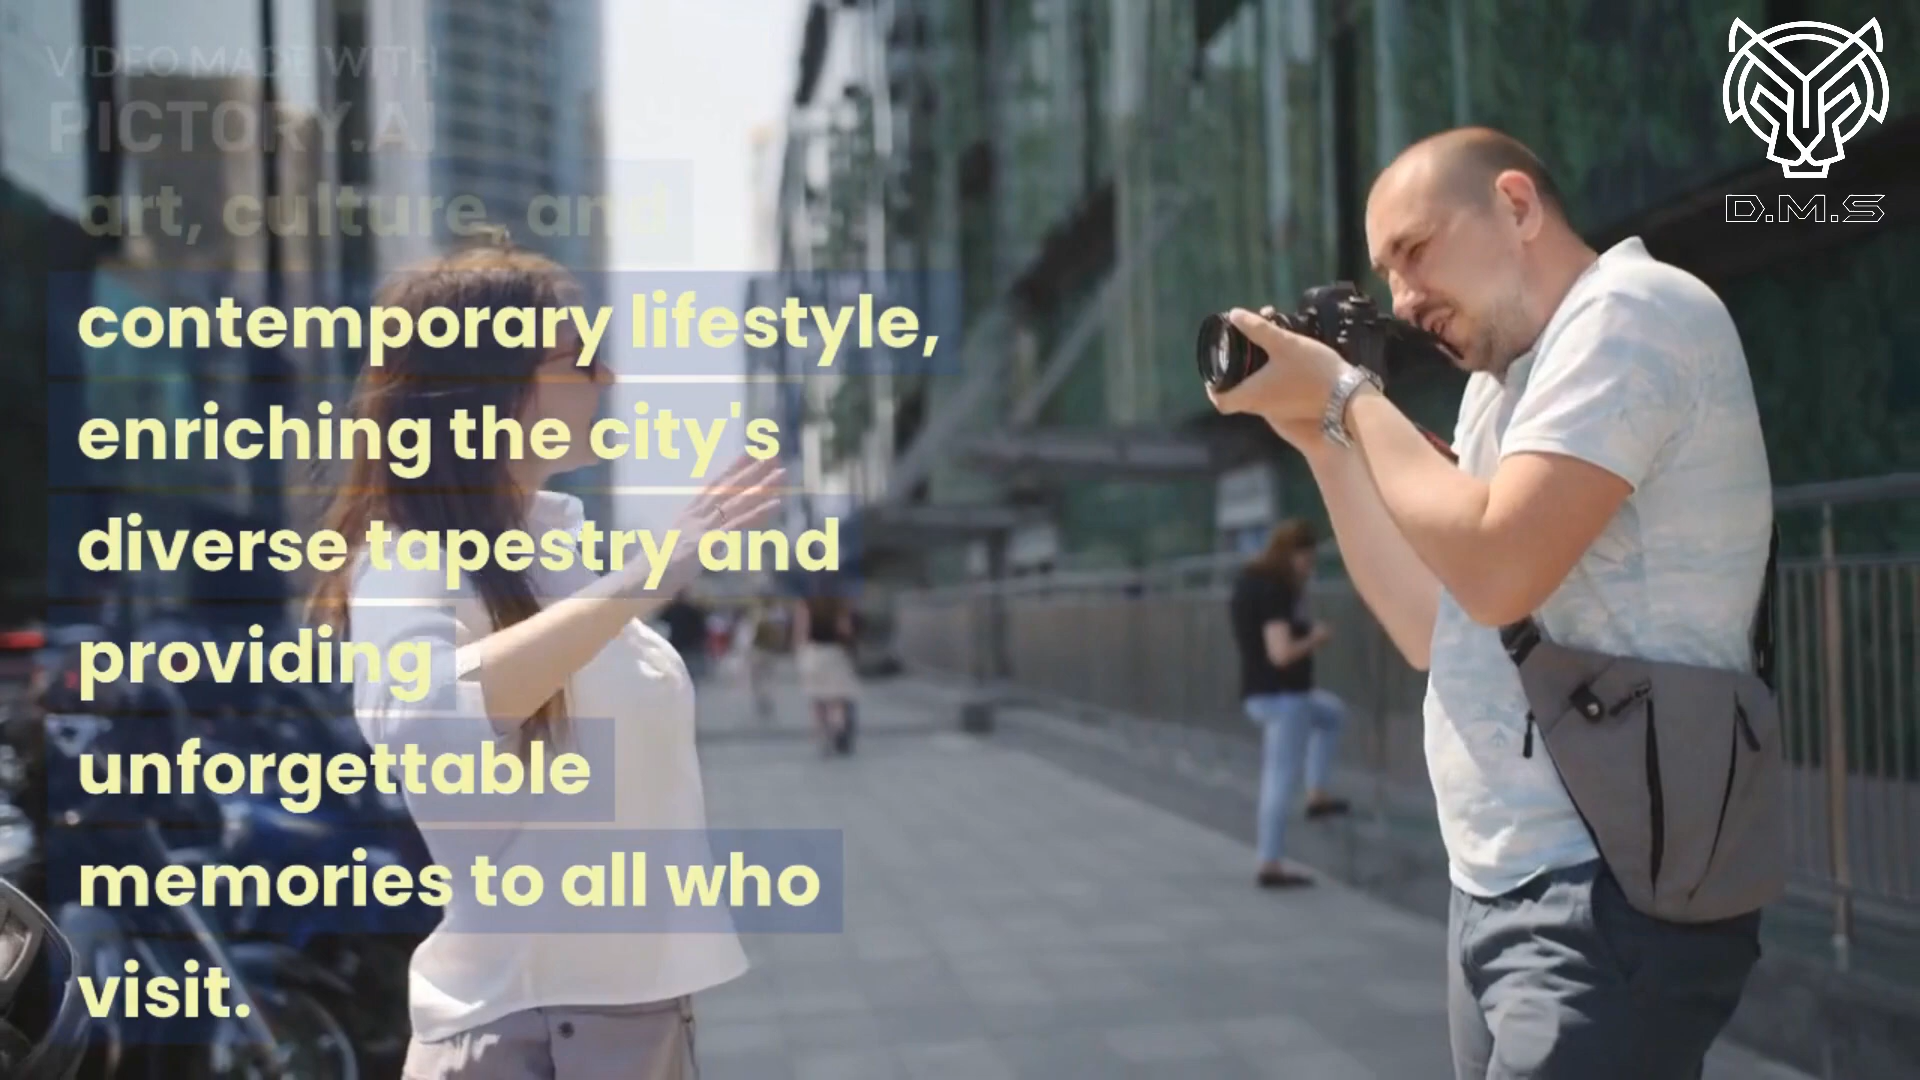 VIDEO MADE WITH
PICTORY.AI
art, culture, and
contemporary lifestyle,
enriching the city's
diverse tapestry and
providing
unforgettable
memories to all who
visit.
D.M.S